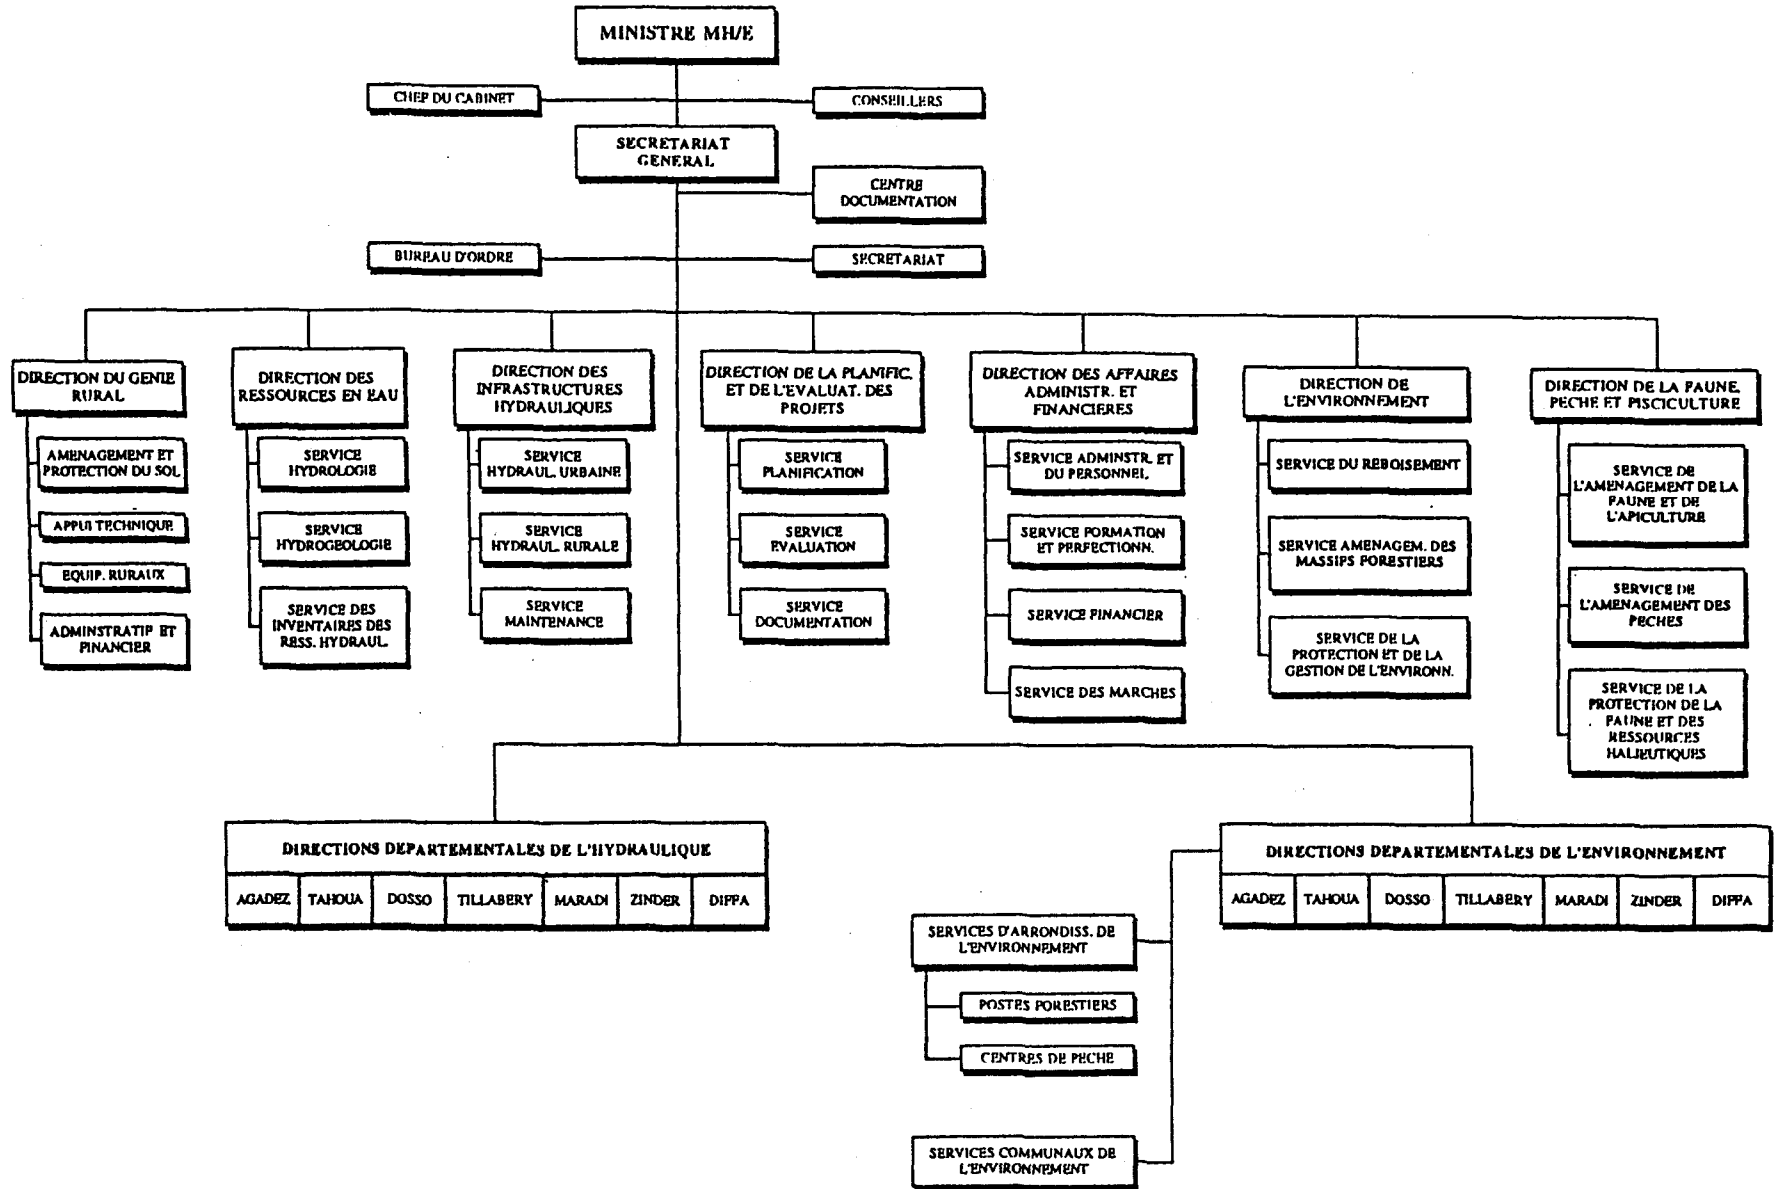 MINISTRE MH/E
CHEF DU CABINET
CONSEILLERS
SECRETARIAT
GENERAL
CENTRE
DOCUMENTATION
BUREAU D'ORDRE
SECRETARIAT
DIRECTION DU GENIE
RURAL
AMENAGEMENT ET
PROTECTION DU SOL
APPUI TECHNIQUE
EQUIP. RURAUX
ADMINSTRATIF ET
FINANCIER
DIRECTION DES
RESSOURCES EN EAU
SERVICE
HYDROLOGIE
SERVICE
HYDROGEOLOGIE
SERVICE DES
INVENTAIRES DES
RESS. HYDRAUL.
DIRECTION DES
INFRASTRUCTURES
HYDRAULIQUES
SERVICE
HYDRAUL. URBAINE
SERVICE
HYDRAUL. RURALE
SERVICE
MAINTENANCE
DIRECTION DE LA PLANIFIC.
ET DE L'EVALUAT. DES
PROJETS
SERVICE
PLANIFICATION
SERVICE
EVALUATION
SERVICE
DOCUMENTATION
DIRECTION DES AFFAIRES
ADMINISTR. ET
FINANCIERES
SERVICE ADMINSTR. ET
DU PERSONNEL
SERVICE FORMATION
ET PERFECTIONN.
SERVICE FINANCIER
SERVICE DES MARCHES
DIRECTION DE
L'ENVIRONNEMENT
SERVICE DU REBOISEMENT
SERVICE AMENAGEM. DES
MASSIFS FORESTIERS
SERVICE DE LA
PROTECTION ET DE LA
GESTION DE L'ENVIRONN.
DIRECTION DE LA FAUNE,
PECHE ET PISCICULTURE
SERVICE DE
L'AMENAGEMENT DE LA
FAUNE ET DE
L'APICULTURE
SERVICE DE
L'AMENAGEMENT DES
PECHES
SERVICE DE LA
PROTECTION DE LA
FAUNE ET DES
RESSOURCES
HALIEUTIQUES
DIRECTIONS DEPARTEMENTALES DE L'HYDRAULIQUE
AGADEZ TAHOUA DOSSO TILLABERY MARADI ZINDER DIFFA
DIRECTIONS DEPARTEMENTALES DE L'ENVIRONNEMENT
AGADEZ TAHOUA DOSSO TILLABERY MARADI ZINDER DIFFA
SERVICES D'ARRONDISS. DE
L'ENVIRONNEMENT
POSTES FORESTIERS
CENTRES DE PECHE
SERVICES COMMUNAUX DE
L'ENVIRONNEMENT